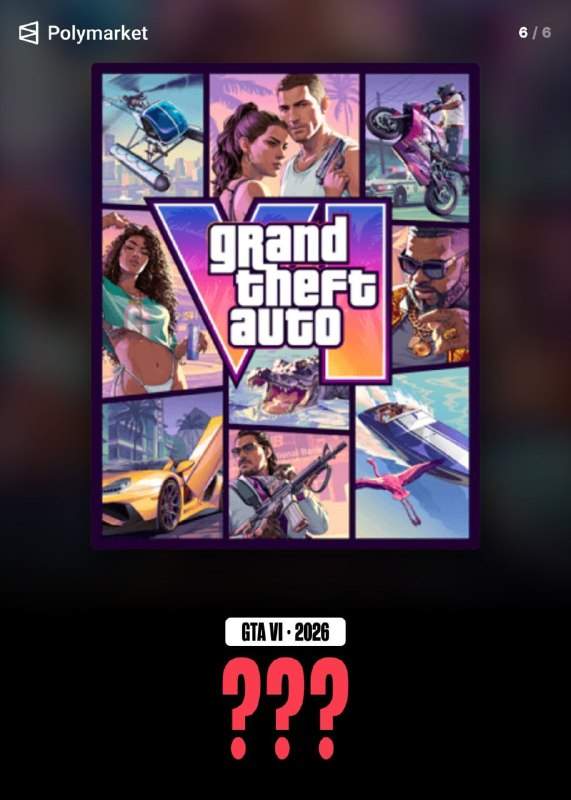 Polymarket
6 / 6
VI
grand
theft
auto
GTA VI · 2026
???